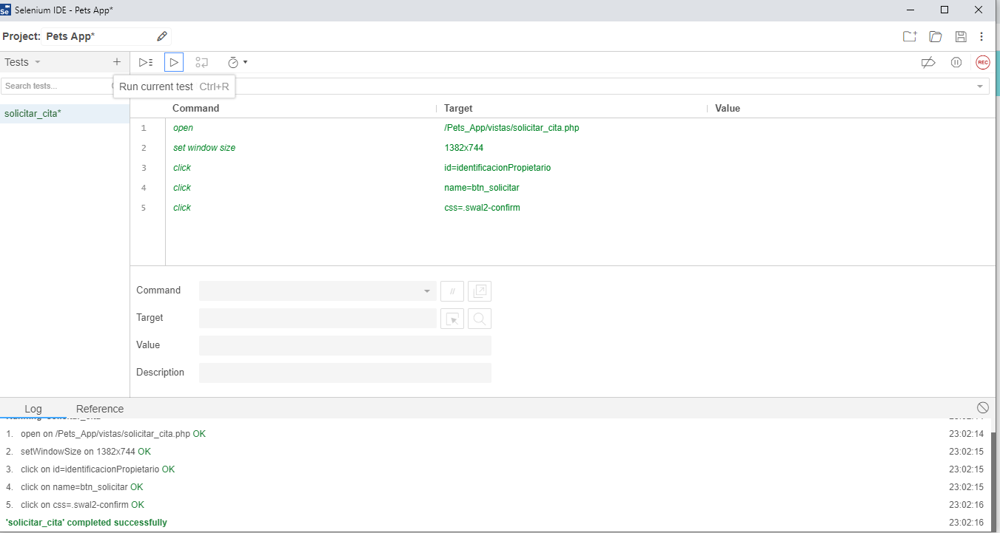 Se Selenium IDE - Pets App*
Project: Pets App*
Tests
Search tests...
Run current test Ctrl+R
REC
solicitar_cita*
Command Target Value
1 open /Pets_App/vistas/solicitar_cita.php
2 set window size 1382x744
3 click id=identificacionPropietario
4 click name=btn_solicitar
5 click css=.swal2-confirm
Command
//
Target
Value
Description
Log Reference
1. open on /Pets_App/vistas/solicitar_cita.php OK 23:02:14
2. setWindowSize on 1382x744 OK 23:02:15
3. click on id=identificacionPropietario OK 23:02:15
4. click on name=btn_solicitar OK 23:02:15
5. click on css=.swal2-confirm OK 23:02:16
'solicitar_cita' completed successfully 23:02:16